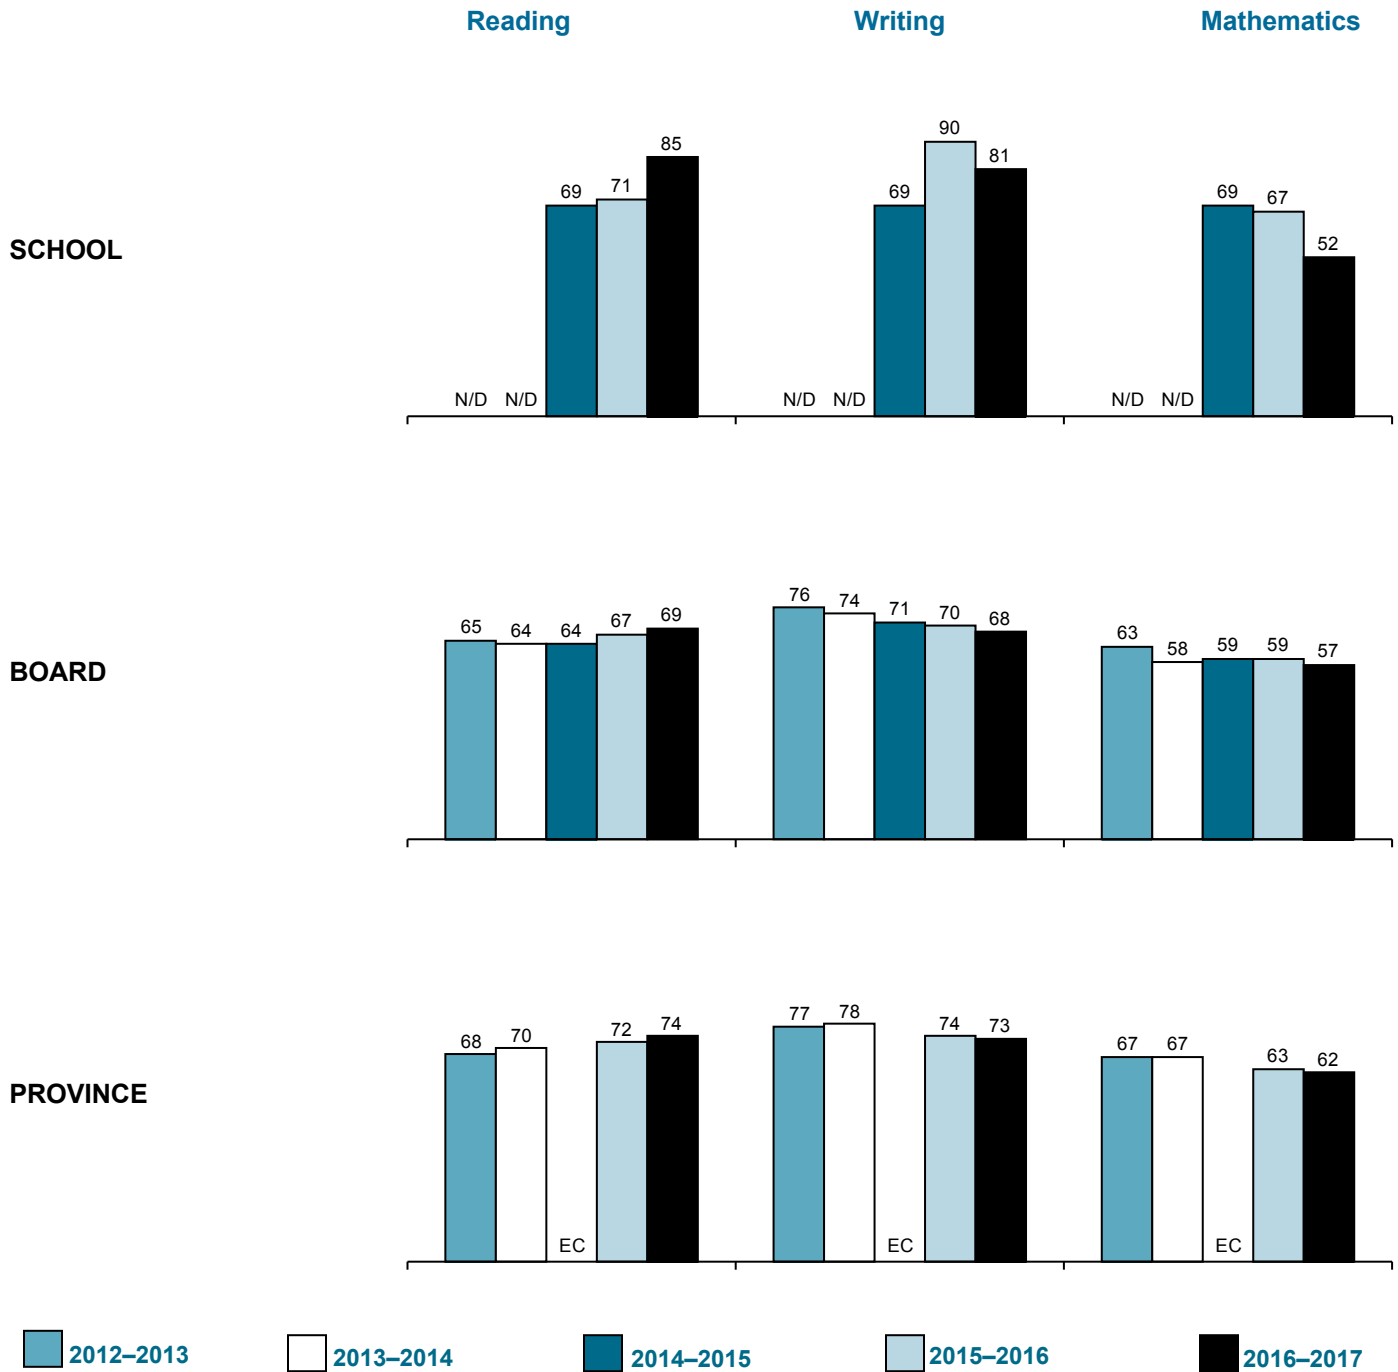 Reading Writing Mathematics
SCHOOL
N/D N/D 69 71 85
N/D N/D 69 90 81
N/D N/D 69 67 52
BOARD
65 64 64 67 69
76 74 71 70 68
63 58 59 59 57
PROVINCE
68 70 EC 72 74
77 78 EC 74 73
67 67 EC 63 62
2012–2013 2013–2014 2014–2015 2015–2016 2016–2017